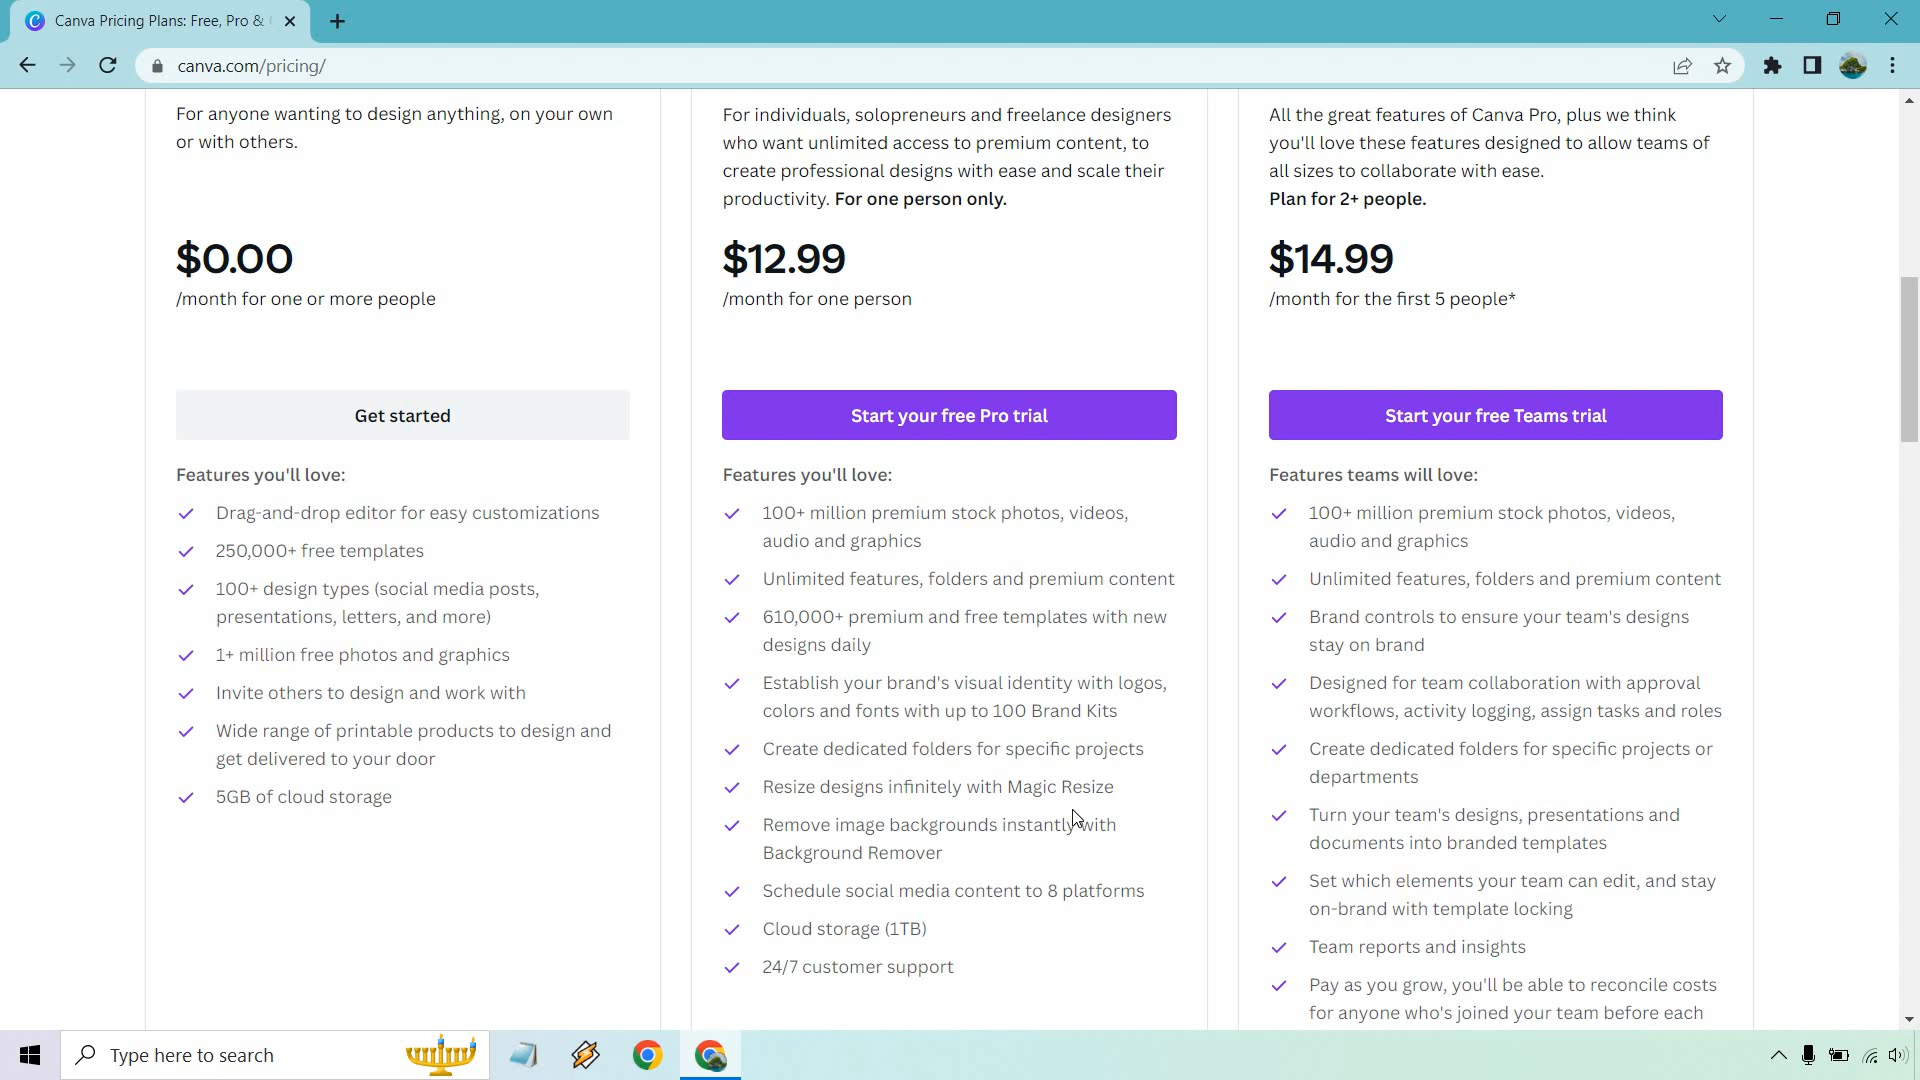 Canva Pricing Plans: Free, Pro &
canva.com/pricing/
For anyone wanting to design anything, on your own
or with others.
$0.00
/month for one or more people
Get started
Features you'll love:
Drag-and-drop editor for easy customizations
250,000+ free templates
100+ design types (social media posts,
presentations, letters, and more)
1+ million free photos and graphics
Invite others to design and work with
Wide range of printable products to design and
get delivered to your door
5GB of cloud storage
For individuals, solopreneurs and freelance designers
who want unlimited access to premium content, to
create professional designs with ease and scale their
productivity. For one person only.
$12.99
/month for one person
Start your free Pro trial
Features you'll love:
100+ million premium stock photos, videos,
audio and graphics
Unlimited features, folders and premium content
610,000+ premium and free templates with new
designs daily
Establish your brand's visual identity with logos,
colors and fonts with up to 100 Brand Kits
Create dedicated folders for specific projects
Resize designs infinitely with Magic Resize
Remove image backgrounds instantly with
Background Remover
Schedule social media content to 8 platforms
Cloud storage (1TB)
24/7 customer support
All the great features of Canva Pro, plus we think
you'll love these features designed to allow teams of
all sizes to collaborate with ease.
Plan for 2+ people.
$14.99
/month for the first 5 people*
Start your free Teams trial
Features teams will love:
100+ million premium stock photos, videos,
audio and graphics
Unlimited features, folders and premium content
Brand controls to ensure your team's designs
stay on brand
Designed for team collaboration with approval
workflows, activity logging, assign tasks and roles
Create dedicated folders for specific projects or
departments
Turn your team's designs, presentations and
documents into branded templates
Set which elements your team can edit, and stay
on-brand with template locking
Team reports and insights
Pay as you grow, you'll be able to reconcile costs
for anyone who's joined your team before each
Type here to search